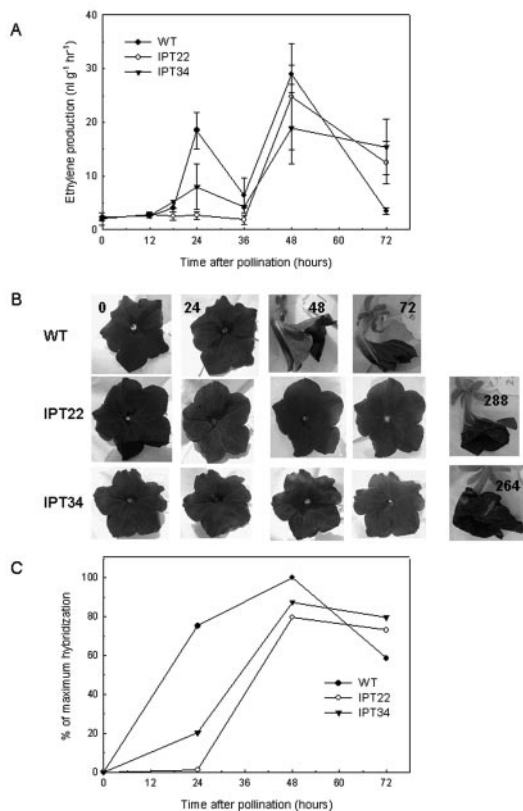 A
Ethylene production (nl g⁻¹ hr⁻¹)
40
30
20
10
0
WT
IPT22
IPT34
0 12 24 36 48 60 72
Time after pollination (hours)
B
0 24 48 72
WT
IPT22
288
IPT34
264
C
% of maximum hybridization
100
80
60
40
20
0
WT
IPT22
IPT34
0 12 24 36 48 60 72
Time after pollination (hours)